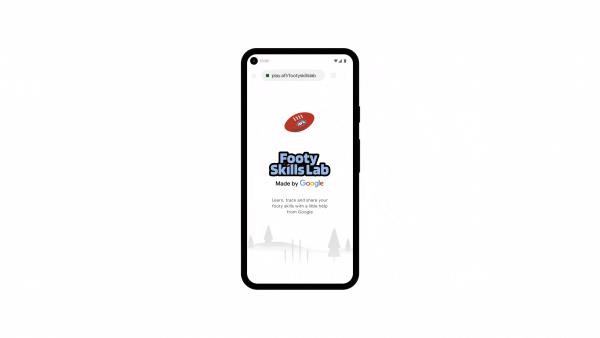 play.afl/footyskillslab
Footy
Skills Lab
Made by Google
Learn, track and share your
footy skills with a little help
from Google